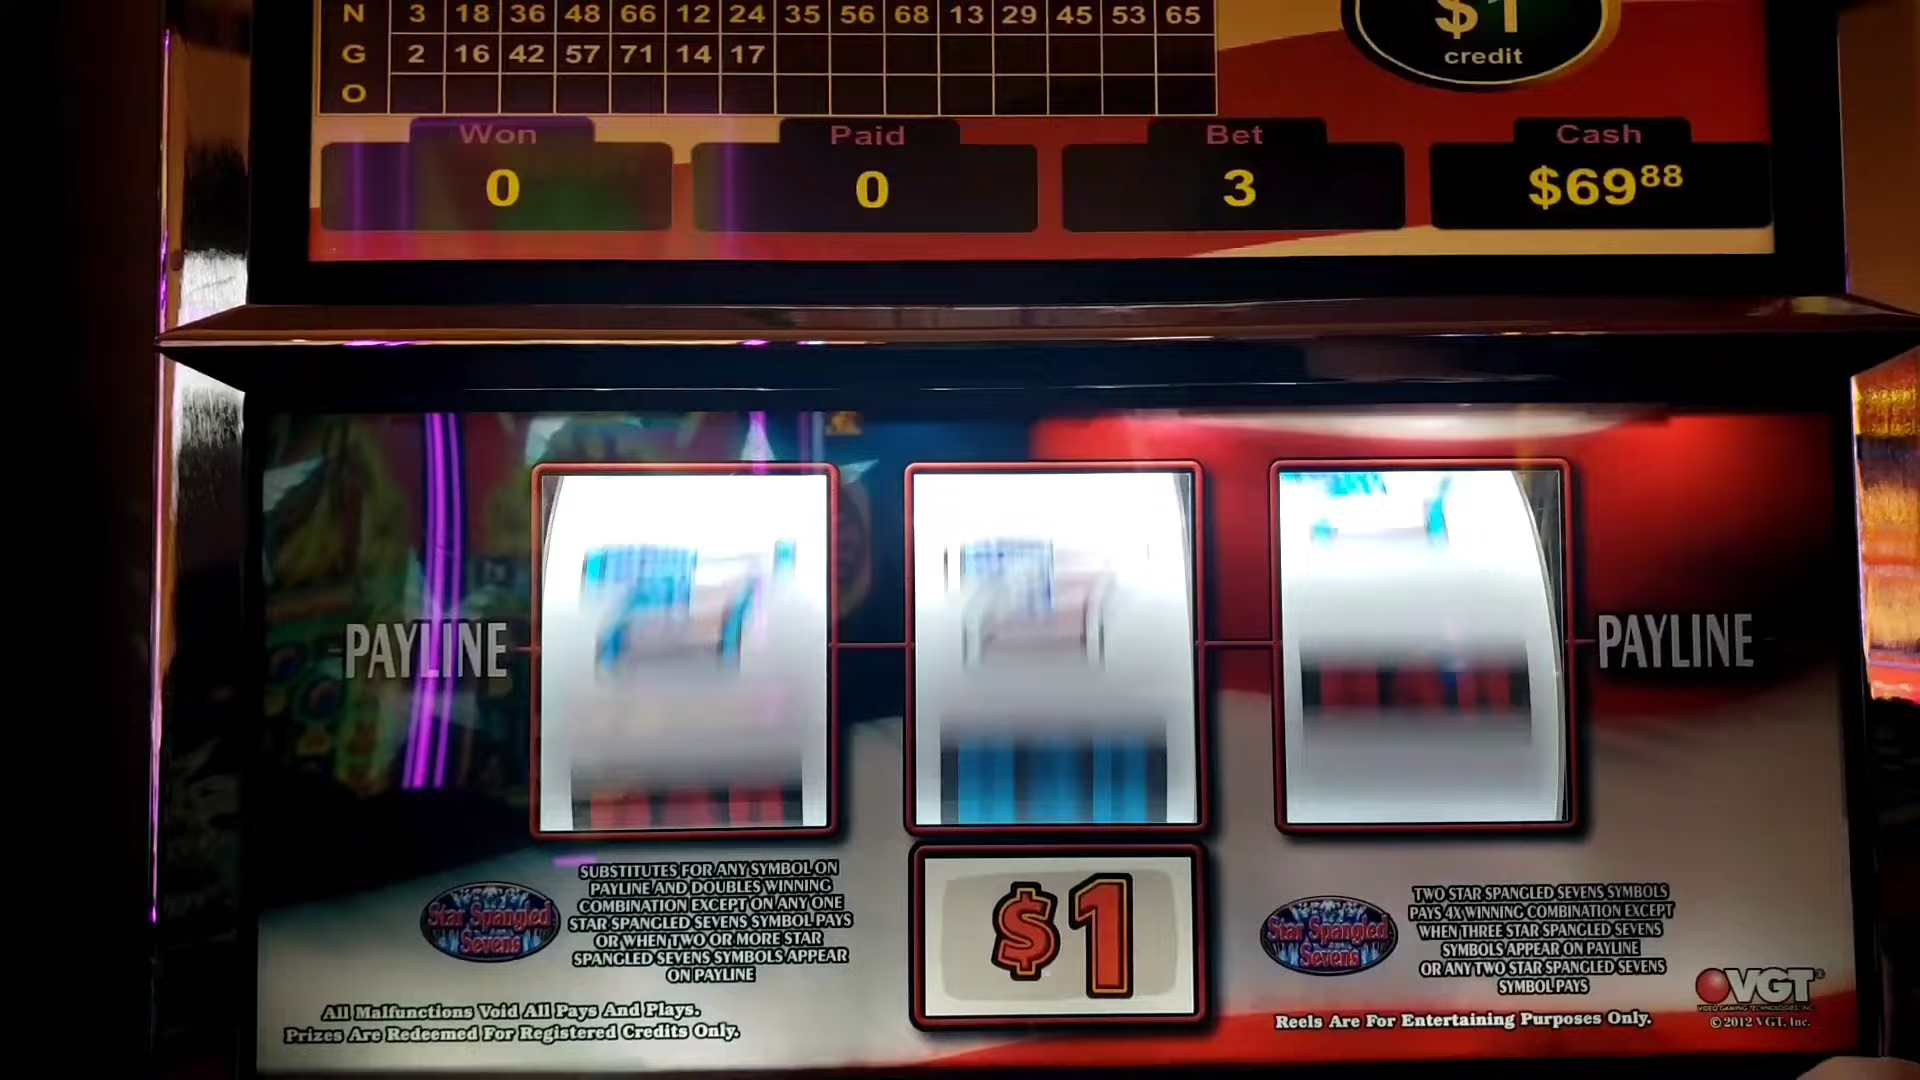 N 3 18 36 48 66 12 24 35 56 68 13 29 45 53 65
G 2 16 42 57 71 14 17
O
$1
credit
Won Paid Bet Cash
0 0 3 $69 88
PAYLINE PAYLINE
SUBSTITUTES FOR ANY SYMBOL ON
PAYLINE AND DOUBLES WINNING
COMBINATION EXCEPT ON ANY ONE
STAR SPANGLED SEVENS SYMBOL PAYS
OR WHEN TWO OR MORE STAR
SPANGLED SEVENS SYMBOLS APPEAR
ON PAYLINE
Star Spangled
Sevens
All Malfunctions Void All Pays And Plays.
Prizes Are Redeemed For Registered Credits Only.
$1
Star Spangled
Sevens
TWO STAR SPANGLED SEVENS SYMBOLS
PAYS 4X WINNING COMBINATION EXCEPT
WHEN THREE STAR SPANGLED SEVENS
SYMBOLS APPEAR ON PAYLINE
OR ANY TWO STAR SPANGLED SEVENS
SYMBOL PAYS
Reels Are For Entertaining Purposes Only.
VGT®
VIDEO GAMING TECHNOLOGIES, INC.
© 2012 VGT, Inc.